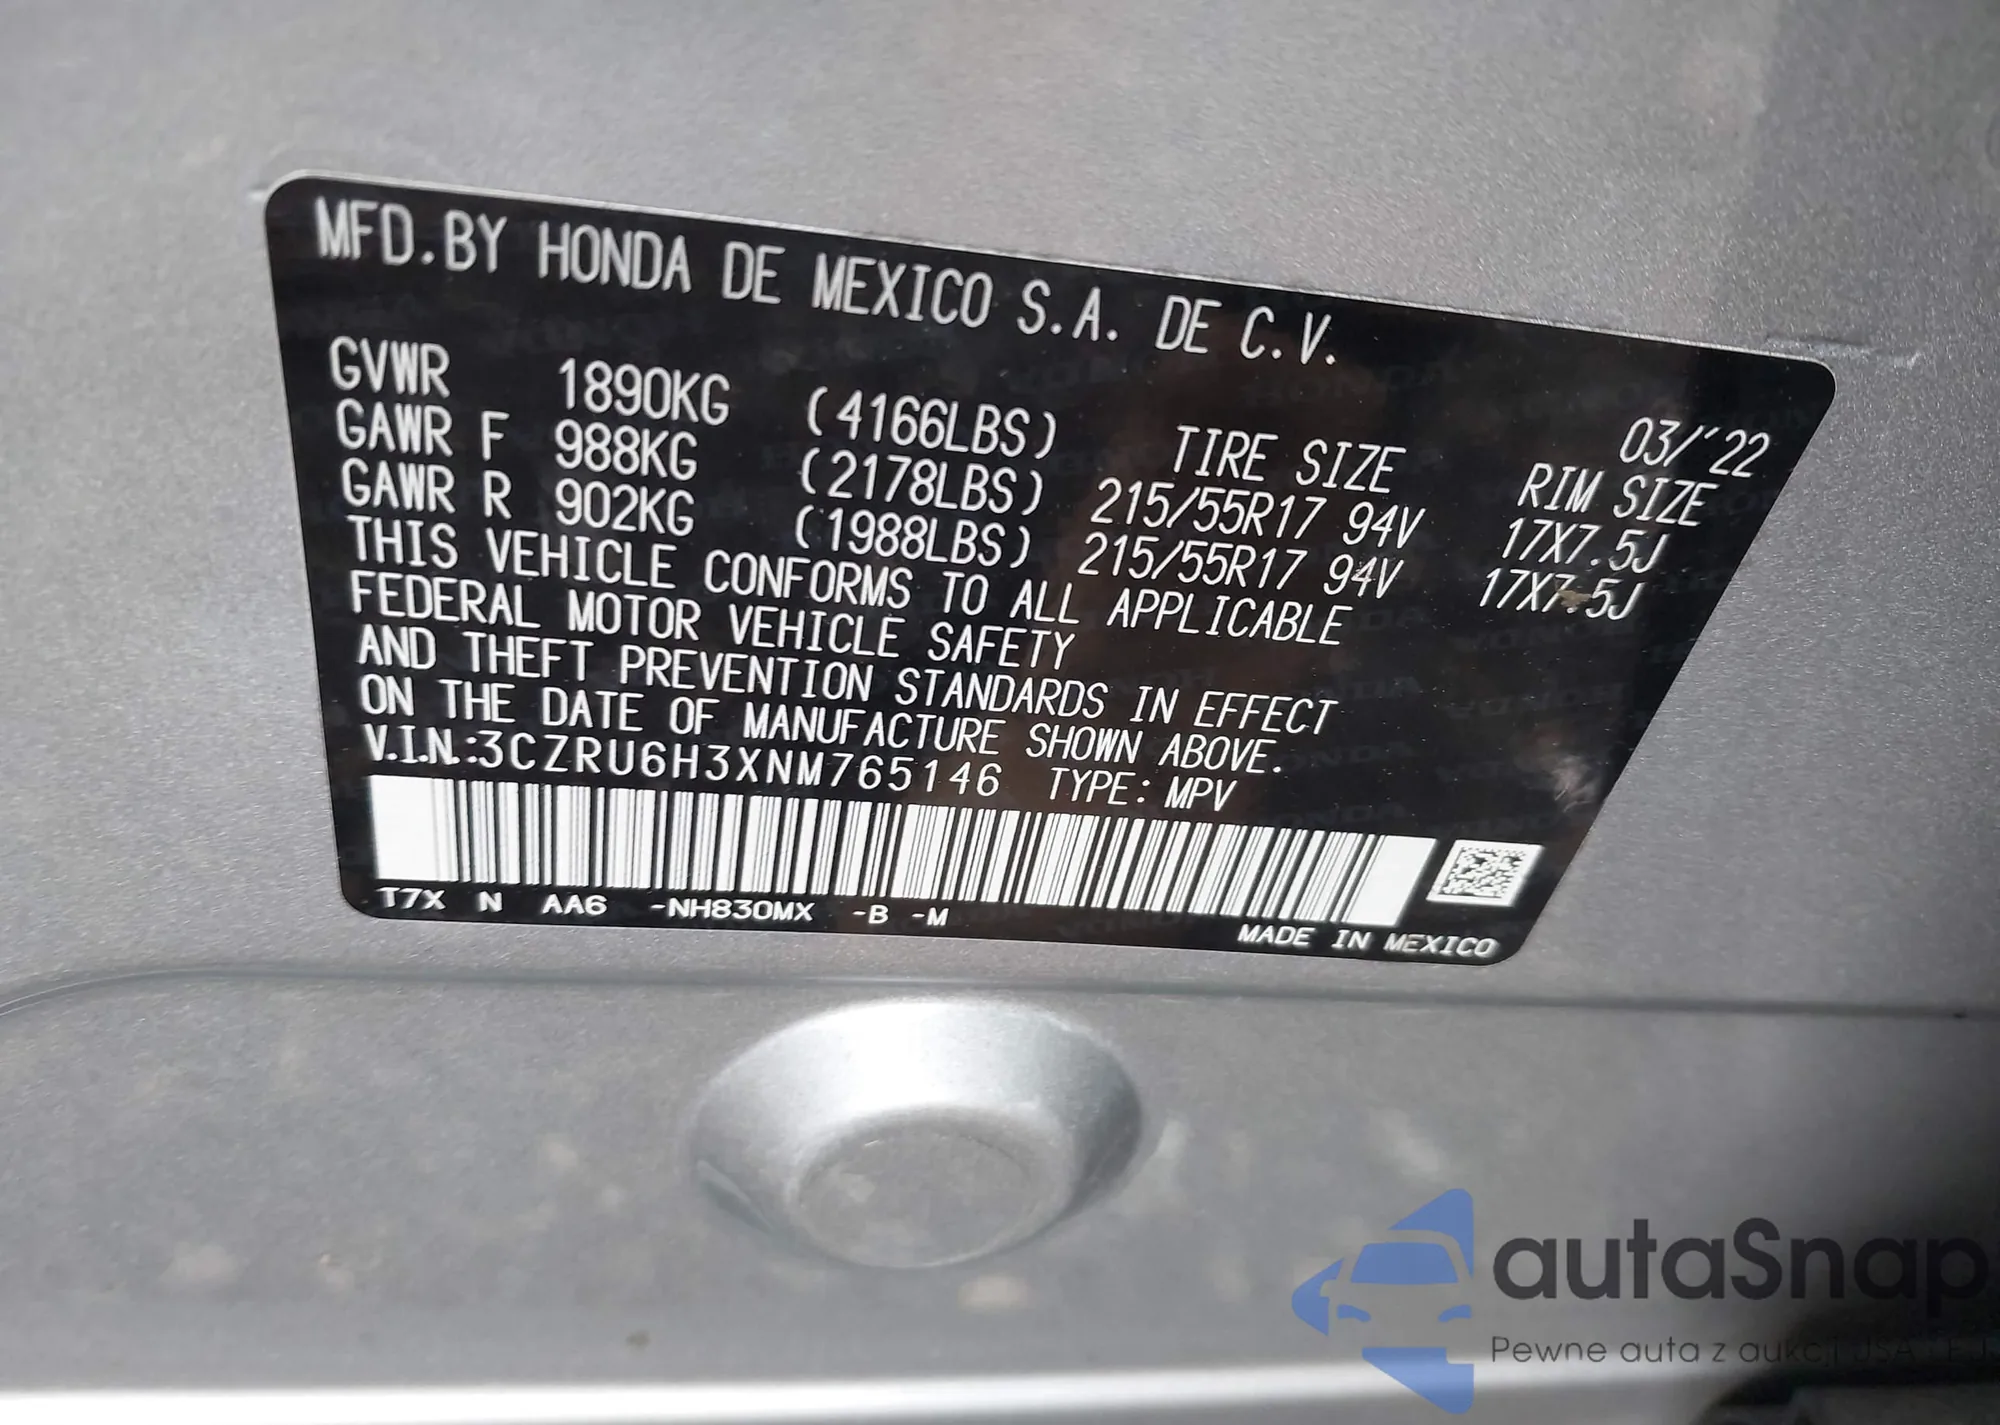 MFD.BY HONDA DE MEXICO S.A. DE C.V.
03/'22
GVWR 1890KG (4166LBS) TIRE SIZE RIM SIZE
GAWR F 988KG (2178LBS) 215/55R17 94V 17X7.5J
GAWR R 902KG (1988LBS) 215/55R17 94V 17X7.5J
THIS VEHICLE CONFORMS TO ALL APPLICABLE
FEDERAL MOTOR VEHICLE SAFETY
AND THEFT PREVENTION STANDARDS IN EFFECT
ON THE DATE OF MANUFACTURE SHOWN ABOVE.
V.I.N.:3CZRU6H3XNM765146 TYPE: MPV
T7X N AA6 -NH830MX -B -M
MADE IN MEXICO
autaSnap
Pewne auta z aukcji USA i EU